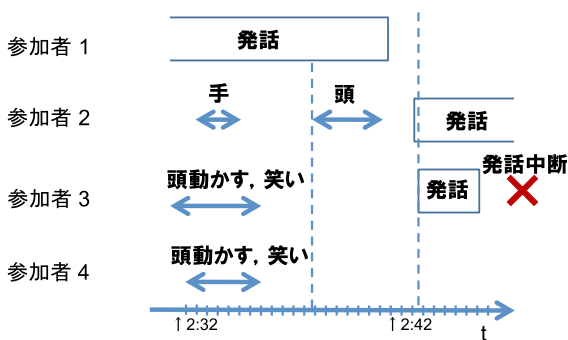 参加者 1
発話
参加者 2
手
頭
発話
参加者 3
頭動かす, 笑い
発話
発話中断
参加者 4
頭動かす, 笑い
↑2:32
↑2:42
t